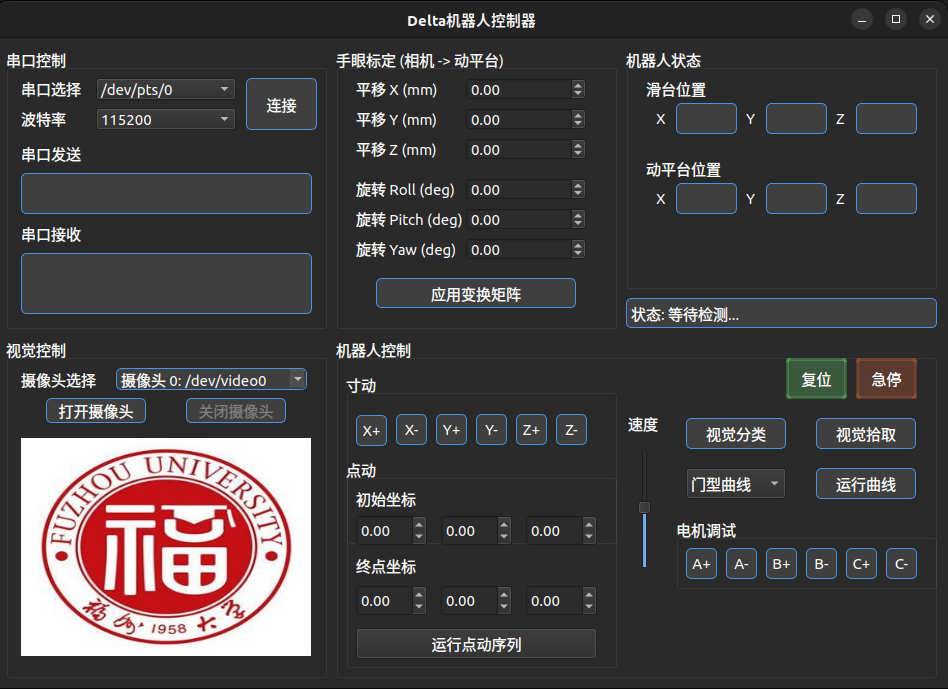 Delta机器人控制器
串口控制
串口选择 /dev/pts/0
波特率 115200
连接
串口发送
串口接收
手眼标定 (相机 -> 动平台)
平移 X (mm) 0.00
平移 Y (mm) 0.00
平移 Z (mm) 0.00
旋转 Roll (deg) 0.00
旋转 Pitch (deg) 0.00
旋转 Yaw (deg) 0.00
应用变换矩阵
机器人状态
滑台位置
X Y Z
动平台位置
X Y Z
状态: 等待检测...
视觉控制
摄像头选择 摄像头 0: /dev/video0
打开摄像头 关闭摄像头
FUZHOU UNIVERSITY
福
福州大学
1958
机器人控制
寸动
X+ X- Y+ Y- Z+ Z-
点动
初始坐标
0.00 0.00 0.00
终点坐标
0.00 0.00 0.00
运行点动序列
复位 急停
速度
视觉分类 视觉拾取
门型曲线 运行曲线
电机调试
A+ A- B+ B- C+ C-